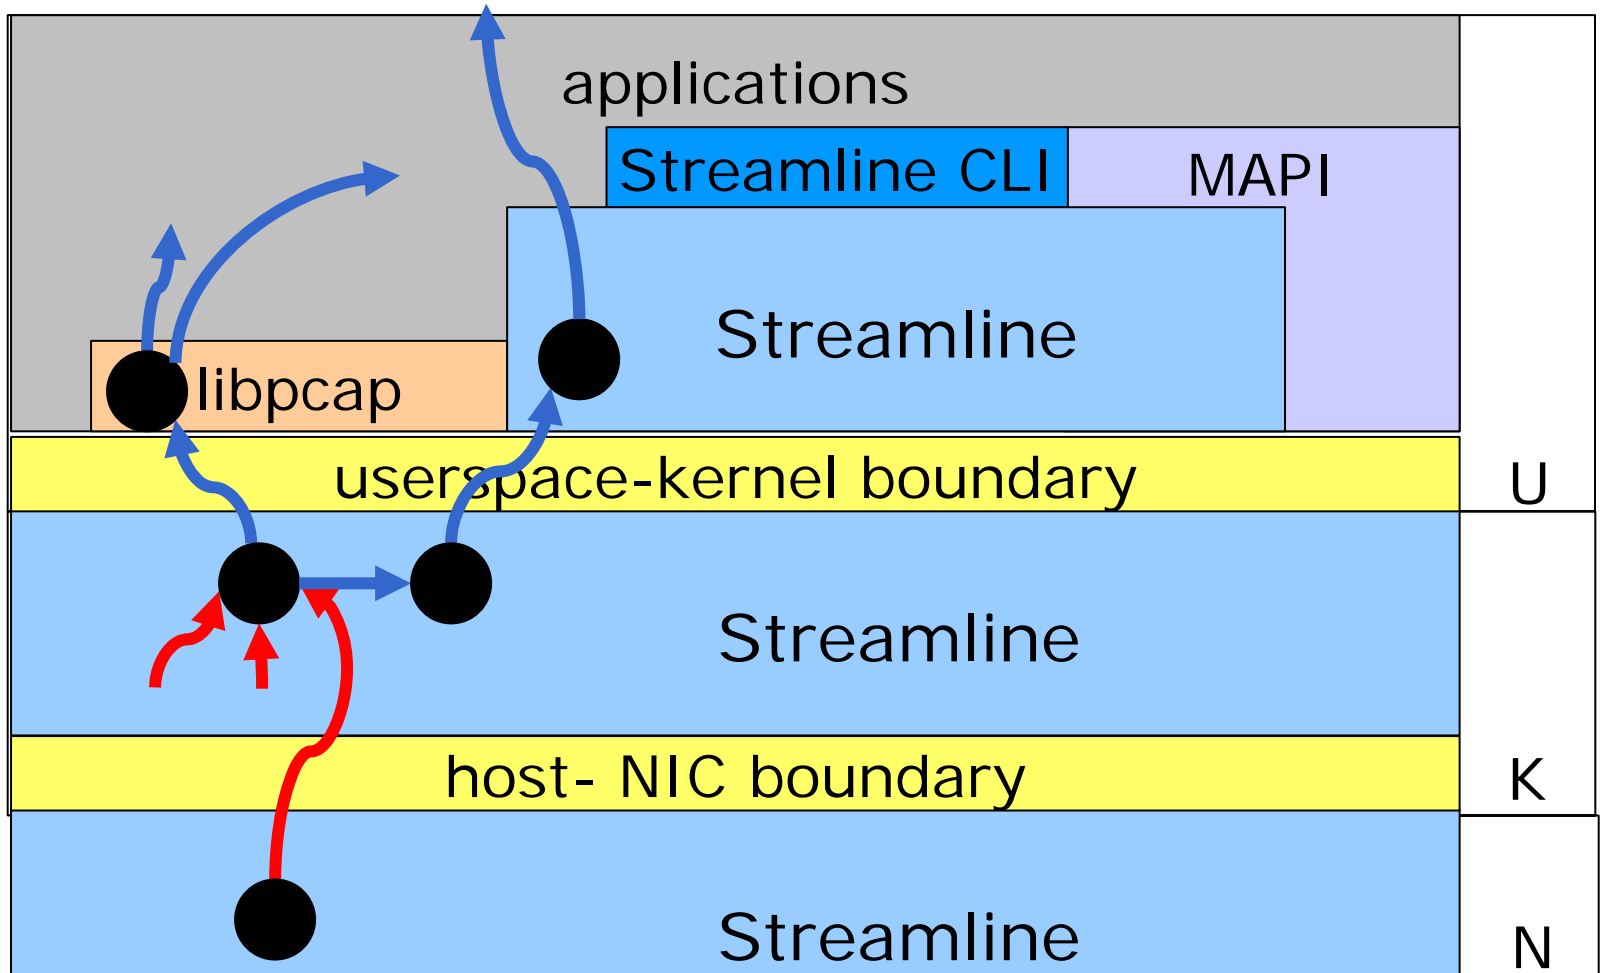 applications
Streamline CLI
MAPI
Streamline
libpcap
userspace-kernel boundary
U
Streamline
host- NIC boundary
K
Streamline
N